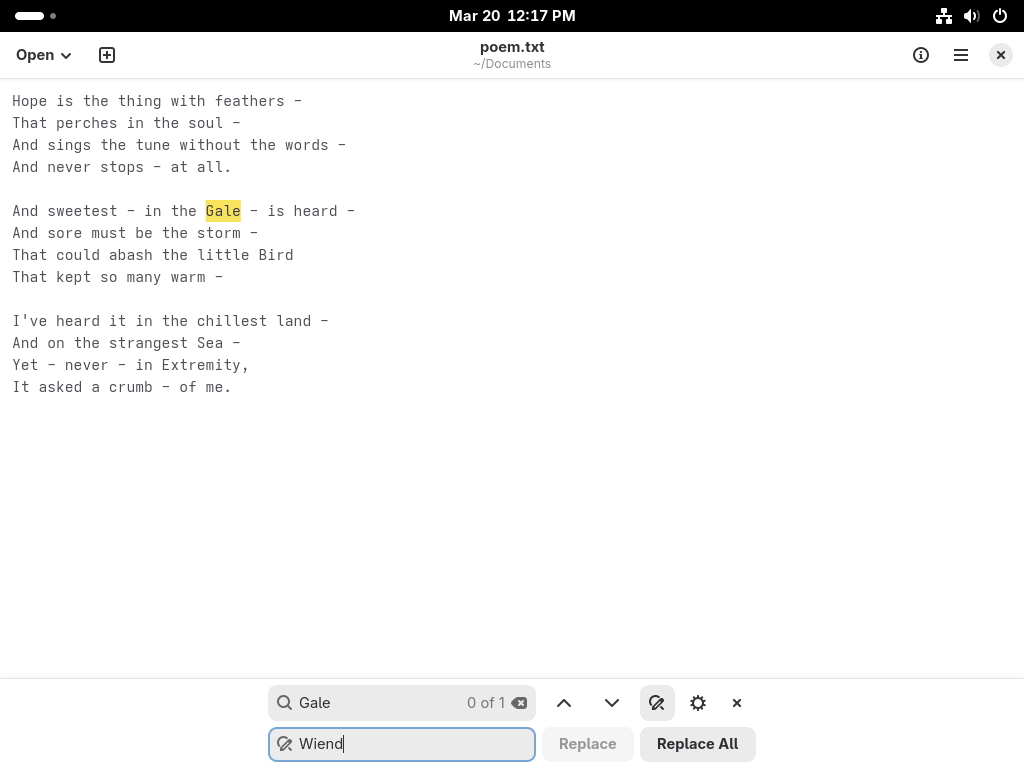 Mar 20 12:17 PM
Open
poem.txt
~/Documents
Hope is the thing with feathers –
That perches in the soul –
And sings the tune without the words –
And never stops – at all.
And sweetest – in the Gale – is heard –
And sore must be the storm –
That could abash the little Bird
That kept so many warm –
I've heard it in the chillest land –
And on the strangest Sea –
Yet – never – in Extremity,
It asked a crumb – of me.
Gale 0 of 1
Wiend Replace Replace All